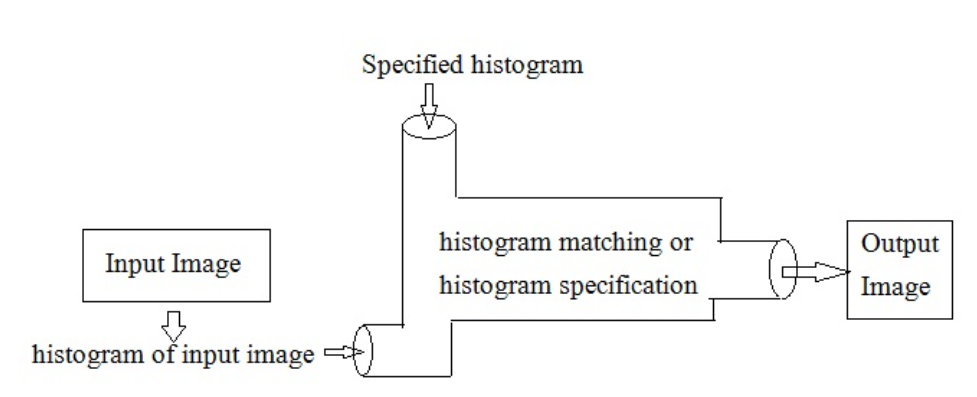 Specified histogram
Input Image
histogram of input image
histogram matching or
histogram specification
Output
Image